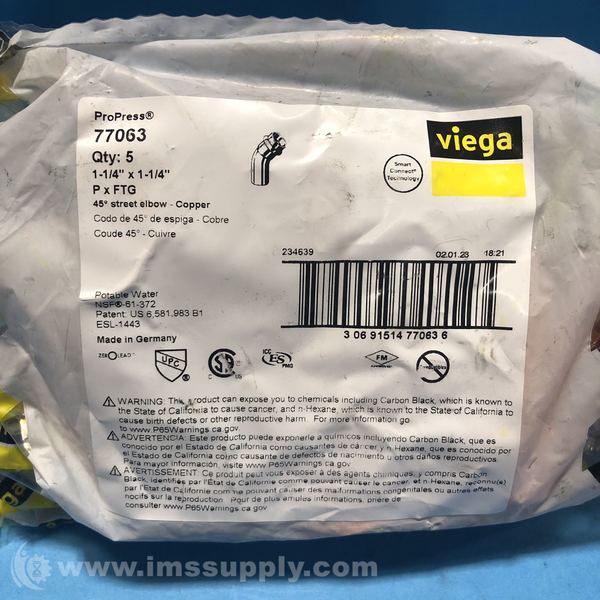 ProPress®
77063
Qty: 5
1-1/4" x 1-1/4"
P x FTG
45° street elbow - Copper
Codo de 45° de espiga - Cobre
Coude 45° - Cuivre
viega
Smart
Connect®
Technology
234639 02.01.23 18:21
3 06 91514 77063 6
Potable Water
NSF®-61-372
Patent: US 6,581.983 B1
ESL-1443
Made in Germany
ZERO LEAD
UPC
ICC
ES
PMG
FM
APPROVED
C US
WARNING: This product can expose you to chemicals including Carbon Black, which is known to
the State of California to cause cancer, and n-Hexane, which is known to the State of California to
cause birth defects or other reproductive harm. For more information go
to www.P65Warnings.ca.gov.
ADVERTENCIA: Este producto puede exponerle a químicos incluyendo Carbon Black, que es
conocido por el Estado de California como causante de cáncer y n-Hexane, que es conocido por
el Estado de California como causante de defectos de nacimiento u otros daños reproductivos.
Para mayor información, visite www.P65Warnings.ca.gov.
AVERTISSEMENT: Ce produit peut vous exposer à des agents chimiques, y compris Carbon
Black, identifiés par l'État de Californie comme pouvant causer le cancer, et n-Hexane, reconnu(e)
par l'État de Californie comme pouvant causer des malformations congénitales ou autres effets
nocifs sur la reproduction. Pour de plus amples informations, prière de
consulter www.P65Warnings.ca.gov.
www.imssupply.com